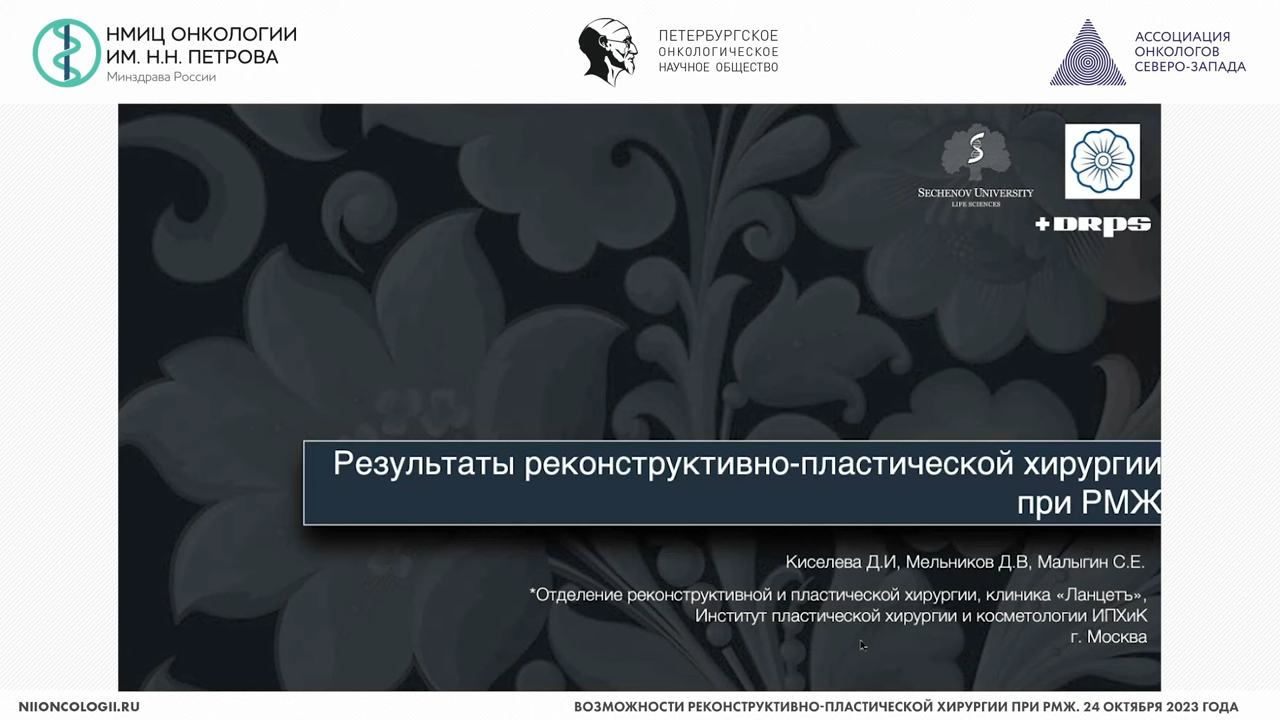 НМИЦ ОНКОЛОГИИ
ИМ. Н.Н. ПЕТРОВА
Минздрава России
ПЕТЕРБУРГСКОЕ
ОНКОЛОГИЧЕСКОЕ
НАУЧНОЕ ОБЩЕСТВО
АССОЦИАЦИЯ
ОНКОЛОГОВ
СЕВЕРО-ЗАПАДА
SECHENOV UNIVERSITY
LIFE SCIENCES
+DRPS
Результаты реконструктивно-пластической хирургии
при РМЖ
Киселева Д.И, Мельников Д.В, Малыгин С.Е.
*Отделение реконструктивной и пластической хирургии, клиника «Ланцетъ»,
Институт пластической хирургии и косметологии ИПХиК
г. Москва
NIIONCOLOGII.RU
ВОЗМОЖНОСТИ РЕКОНСТРУКТИВНО-ПЛАСТИЧЕСКОЙ ХИРУРГИИ ПРИ РМЖ. 24 ОКТЯБРЯ 2023 ГОДА